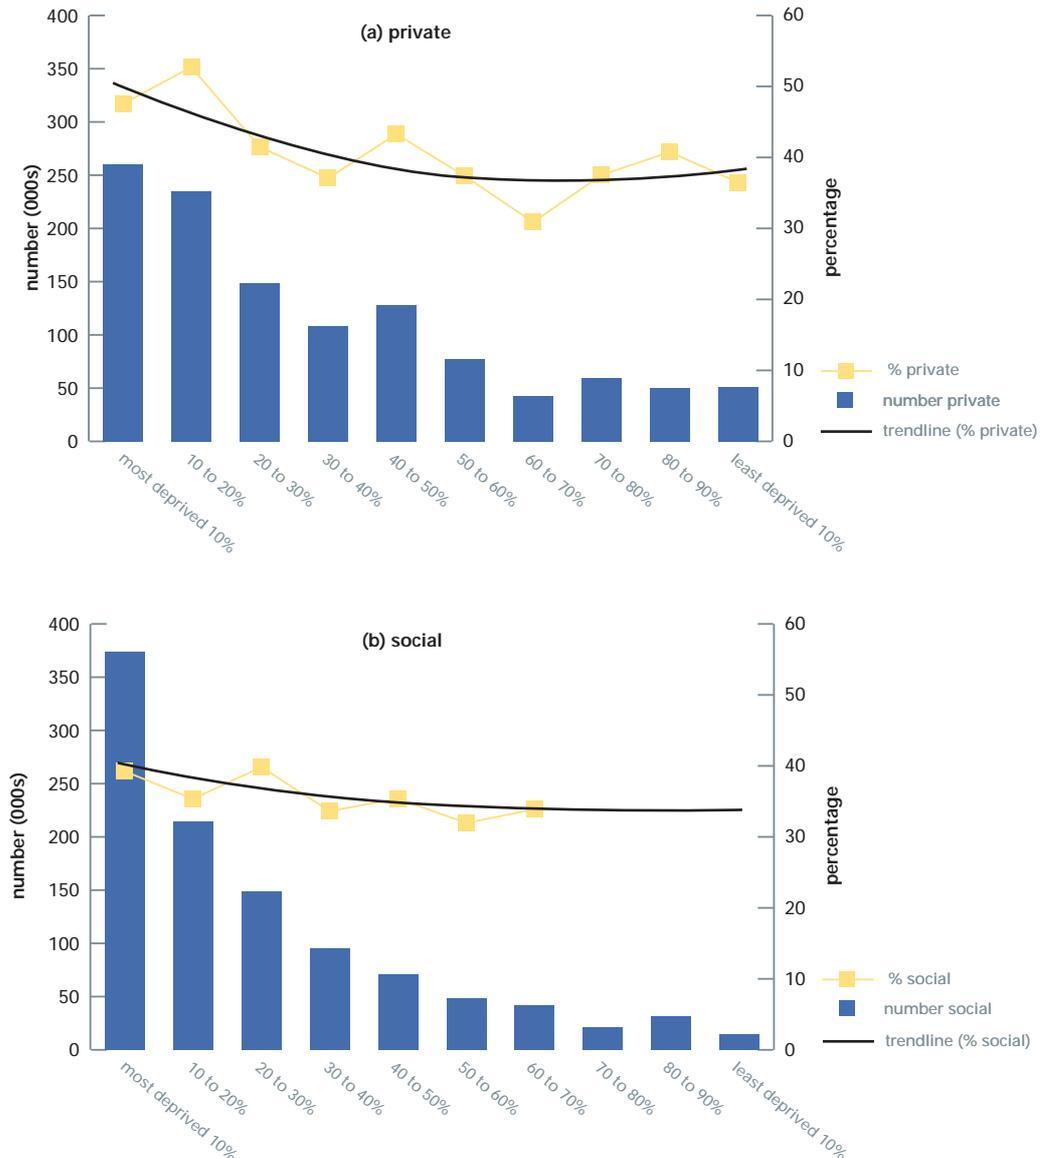 (a) private
400
350
300
250
200
150
100
50
0
number (000s)
60
50
40
30
20
10
0
percentage
% private
number private
trendline (% private)
most deprived 10%
10 to 20%
20 to 30%
30 to 40%
40 to 50%
50 to 60%
60 to 70%
70 to 80%
80 to 90%
least deprived 10%
(b) social
400
350
300
250
200
150
100
50
0
number (000s)
60
50
40
30
20
10
0
percentage
% social
number social
trendline (% social)
most deprived 10%
10 to 20%
20 to 30%
30 to 40%
40 to 50%
50 to 60%
60 to 70%
70 to 80%
80 to 90%
least deprived 10%